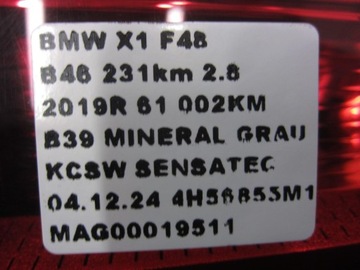 BMW X1 F48
B46 231km 2.8
2019R 61 002KM
B39 MINERAL GRAU
KCSW SENSATEC
04.12.24 4H56855M1
MAG00019511